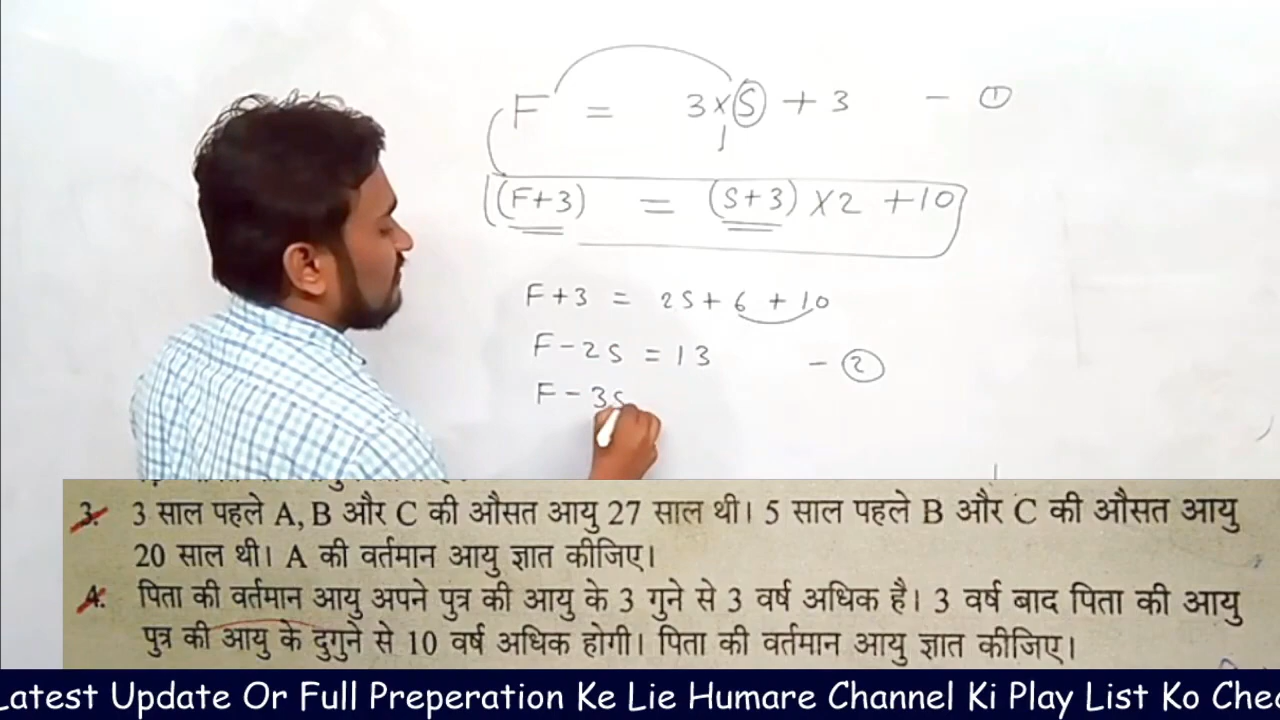 F = 3×S + 3 - ①
(F+3) = (S+3) × 2 + 10
F+3 = 2S + 6 + 10
F - 2S = 13 - ②
F - 3S
3. 3 साल पहले A, B और C की औसत आयु 27 साल थी। 5 साल पहले B और C की औसत आयु
20 साल थी। A की वर्तमान आयु ज्ञात कीजिए।
4. पिता की वर्तमान आयु अपने पुत्र की आयु के 3 गुने से 3 वर्ष अधिक है। 3 वर्ष बाद पिता की आयु
पुत्र की आयु के दुगुने से 10 वर्ष अधिक होगी। पिता की वर्तमान आयु ज्ञात कीजिए।
Latest Update Or Full Preperation Ke Lie Humare Channel Ki Play List Ko Chec